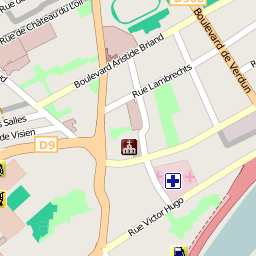 Rue de Château du Loir
D908
Boulevard de Verdun
Boulevard Aristide Briand
Rue Lambrechts
Salles
de Visien
D9
Rue Victor Hugo